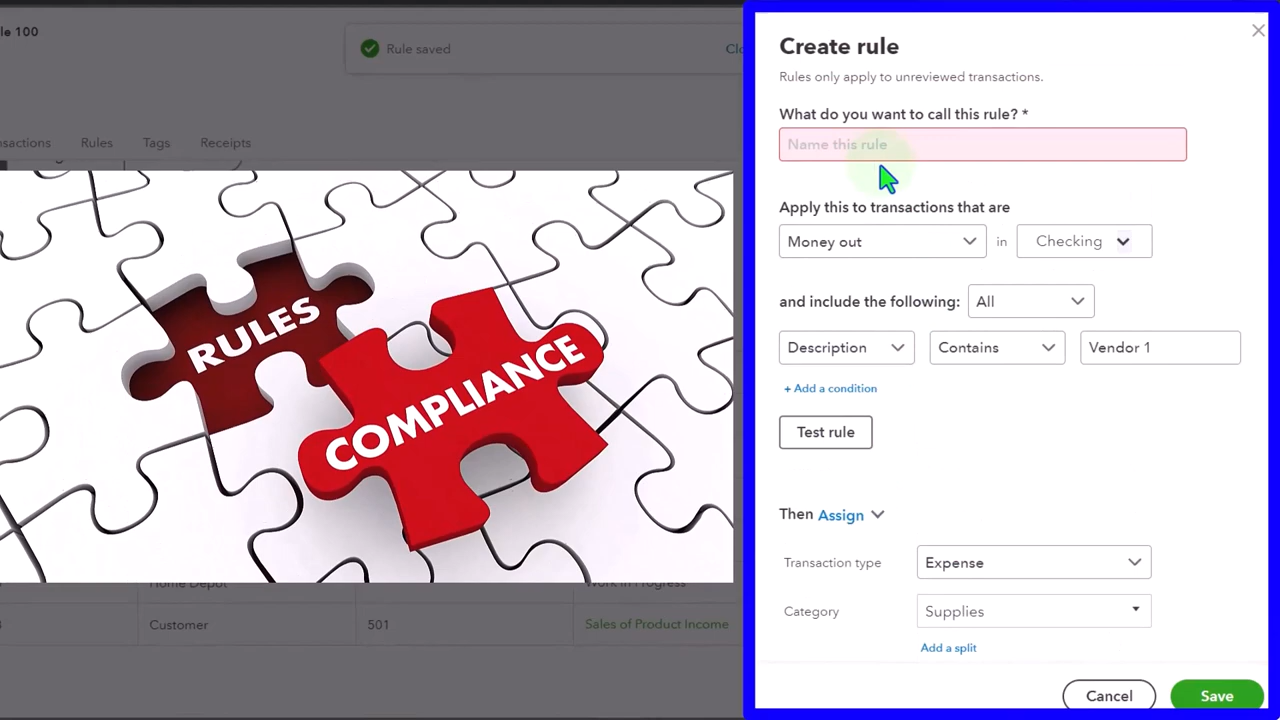 le 100
Rule saved
Clo
nsactions Rules Tags Receipts
RULES
COMPLIANCE
Home Depot Work in Progress
Customer 501 Sales of Product Income
Create rule
Rules only apply to unreviewed transactions.
What do you want to call this rule? *
Name this rule
Apply this to transactions that are
Money out in Checking
and include the following: All
Description Contains Vendor 1
+ Add a condition
Test rule
Then Assign
Transaction type Expense
Category Supplies
Add a split
Cancel Save